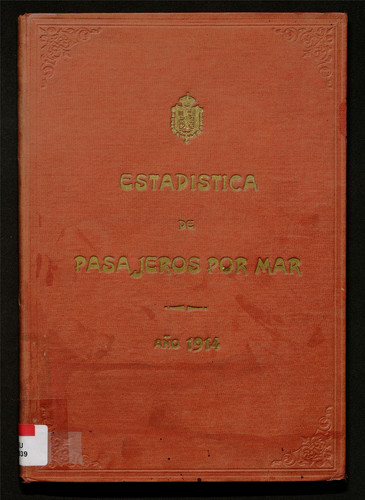 ESTADISTICA
DE
PASAJEROS POR MAR
AÑO 1914